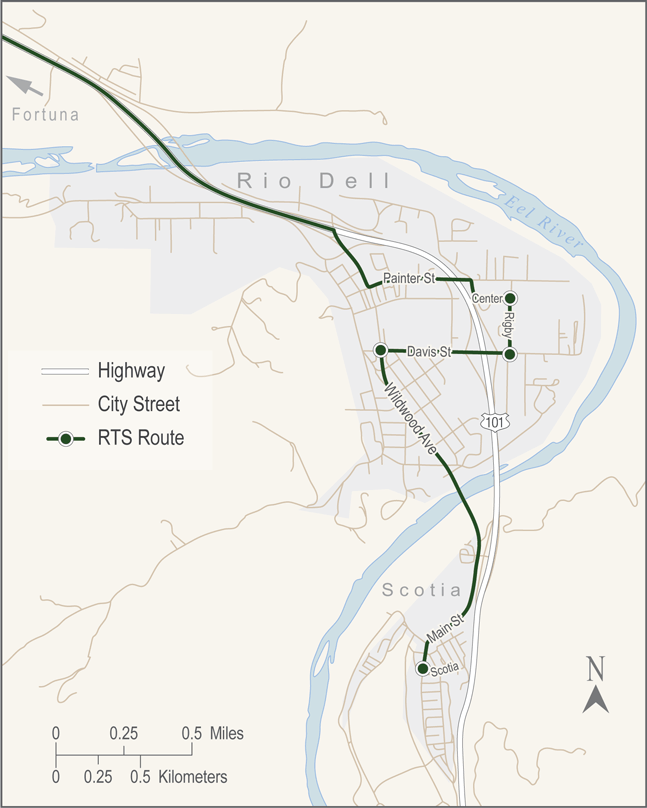 Fortuna
Rio Dell
Eel River
Painter St
Center
Rigby
Davis St
Highway
City Street
RTS Route
Wildwood Ave
101
Scotia
Main St
Scotia
N
0 0.25 0.5 Miles
0 0.25 0.5 Kilometers